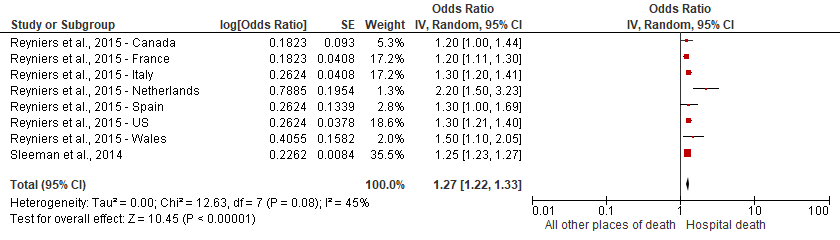 Odds Ratio Odds Ratio
Study or Subgroup log[Odds Ratio] SE Weight IV, Random, 95% CI IV, Random, 95% CI
Reyniers et al., 2015 - Canada 0.1823 0.093 5.3% 1.20 [1.00, 1.44]
Reyniers et al., 2015 - France 0.1823 0.0408 17.2% 1.20 [1.11, 1.30]
Reyniers et al., 2015 - Italy 0.2624 0.0408 17.2% 1.30 [1.20, 1.41]
Reyniers et al., 2015 - Netherlands 0.7885 0.1954 1.3% 2.20 [1.50, 3.23]
Reyniers et al., 2015 - Spain 0.2624 0.1339 2.8% 1.30 [1.00, 1.69]
Reyniers et al., 2015 - US 0.2624 0.0378 18.6% 1.30 [1.21, 1.40]
Reyniers et al., 2015 - Wales 0.4055 0.1582 2.0% 1.50 [1.10, 2.05]
Sleeman et al., 2014 0.2262 0.0084 35.5% 1.25 [1.23, 1.27]
Total (95% CI) 100.0% 1.27 [1.22, 1.33]
Heterogeneity: Tau² = 0.00; Chi² = 12.63, df = 7 (P = 0.08); I² = 45%
Test for overall effect: Z = 10.45 (P < 0.00001)
0.01 0.1 1 10 100
All other places of death Hospital death